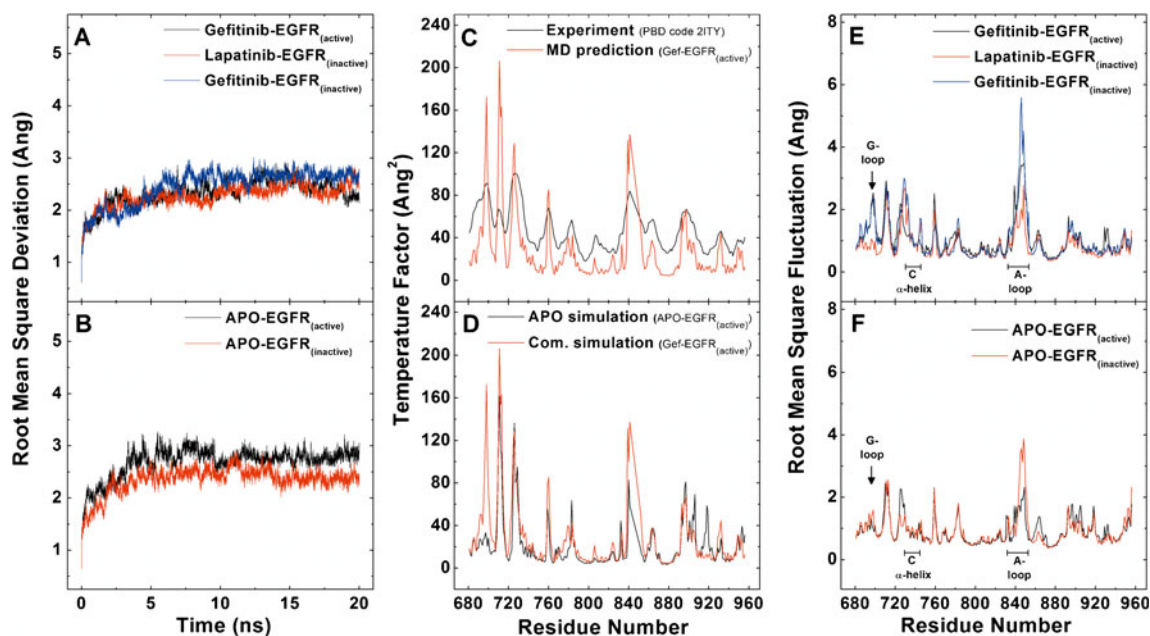 A
Gefitinib-EGFR(active)
Lapatinib-EGFR(inactive)
Gefitinib-EGFR(inactive)
5
4
3
2
1
B
APO-EGFR(active)
APO-EGFR(inactive)
5
4
3
2
1
0
5
10
15
20
Time (ns)
Root Mean Square Deviation (Ang)
C
Experiment (PBD code 2ITY)
MD prediction (Gef-EGFR(active))
240
200
160
120
80
40
0
D
APO simulation (APO-EGFR(active))
Com. simulation (Gef-EGFR(active))
240
200
160
120
80
40
0
680 720 760 800 840 880 920 960
Residue Number
Temperature Factor (Ang2)
E
Gefitinib-EGFR(active)
Lapatinib-EGFR(inactive)
Gefitinib-EGFR(inactive)
8
6
4
2
0
G-
loop
C
α-helix
A-
loop
F
APO-EGFR(active)
APO-EGFR(inactive)
8
6
4
2
0
G-
loop
C
α-helix
A-
loop
680 720 760 800 840 880 920 960
Residue Number
Root Mean Square Fluctuation (Ang)